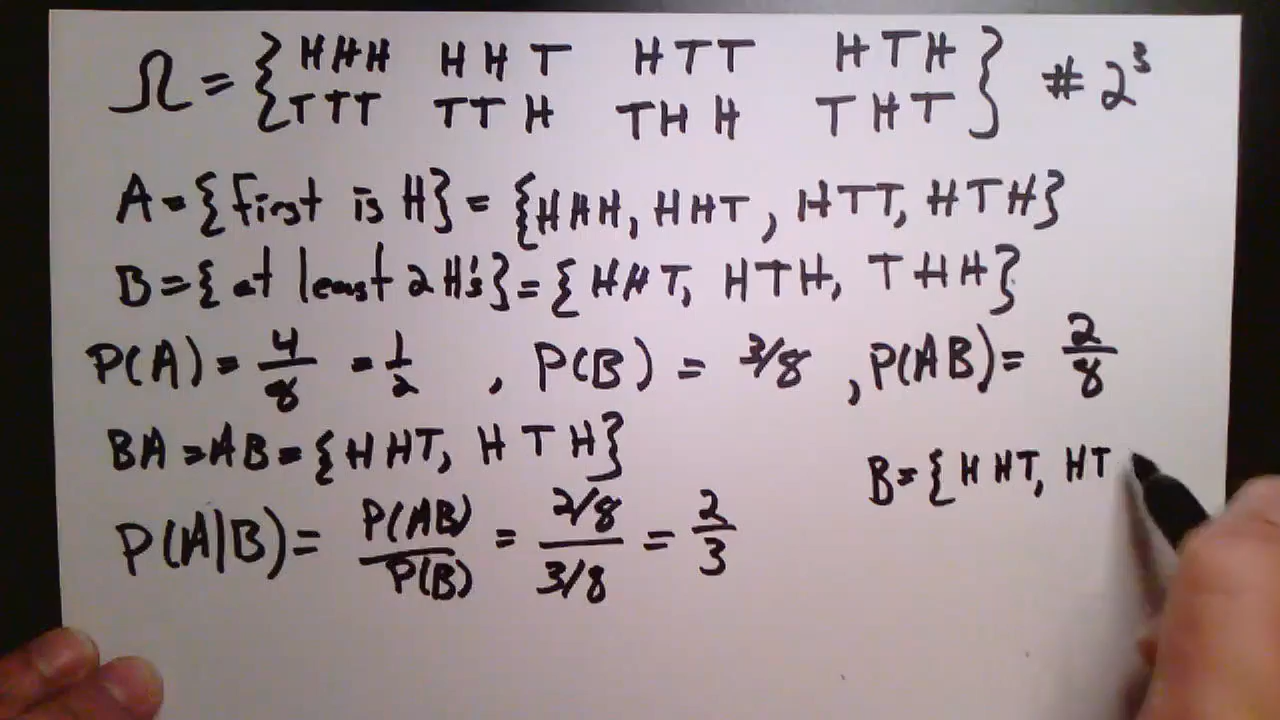 Ω = { HHH HHT HTT HTH
TTT TTH THH THT } # 2³
A = {first is H} = {HHH, HHT, HTT, HTH}
B = {at least 2 H's} = {HHT, HTH, THH}
P(A) = 4/8 = 1/2 , P(B) = 3/8 , P(AB) = 2/8
BA = AB = {HHT, HTH}
B = {HHT, HT
P(A|B) = P(AB)/P(B) = 2/8 / 3/8 = 2/3